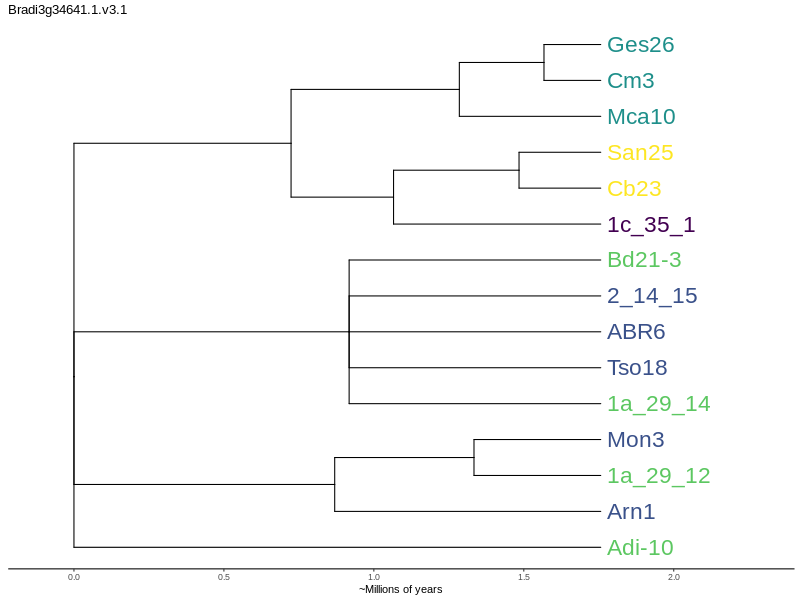 Bradi3g34641.1.v3.1
Ges26
Cm3
Mca10
San25
Cb23
1c_35_1
Bd21-3
2_14_15
ABR6
Tso18
1a_29_14
Mon3
1a_29_12
Arn1
Adi-10
0.0 0.5 1.0 1.5 2.0
~Millions of years